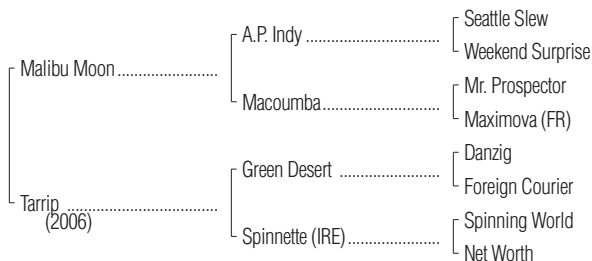 Seattle Slew
A.P. Indy
Weekend Surprise
Malibu Moon
Mr. Prospector
Macoumba
Maximova (FR)
Danzig
Green Desert
Foreign Courier
Tarrip
(2006)
Spinning World
Spinnette (IRE)
Net Worth